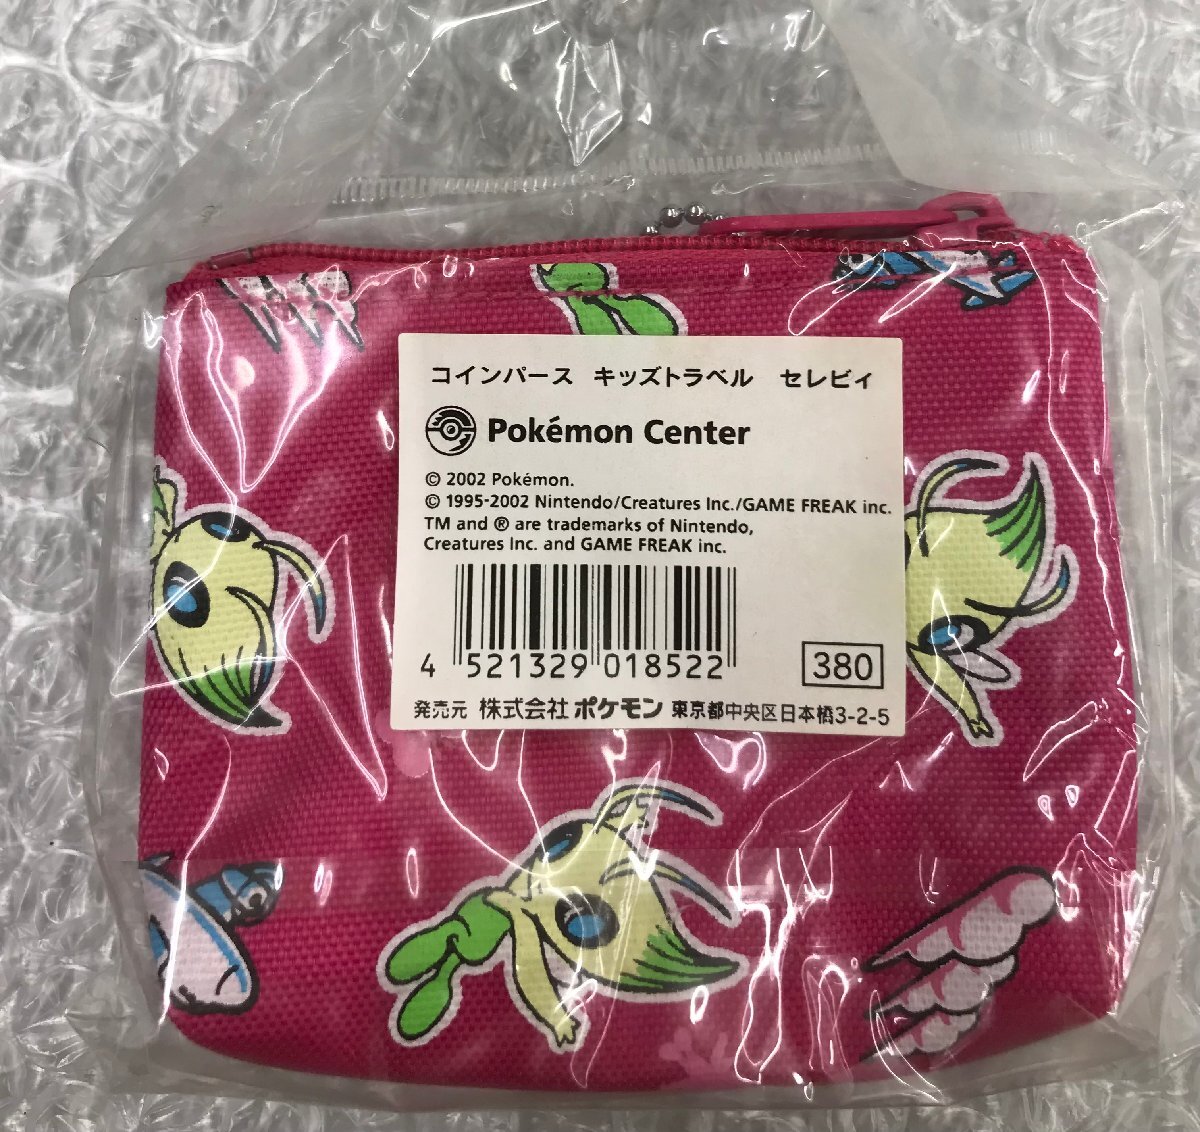 コインパース キッズトラベル セレビィ
Pokémon Center
© 2002 Pokémon.
© 1995-2002 Nintendo/Creatures Inc./GAME FREAK inc.
TM and ® are trademarks of Nintendo,
Creatures Inc. and GAME FREAK inc.
4 521329 018522
380
発売元 株式会社 ポケモン 東京都中央区日本橋3-2-5